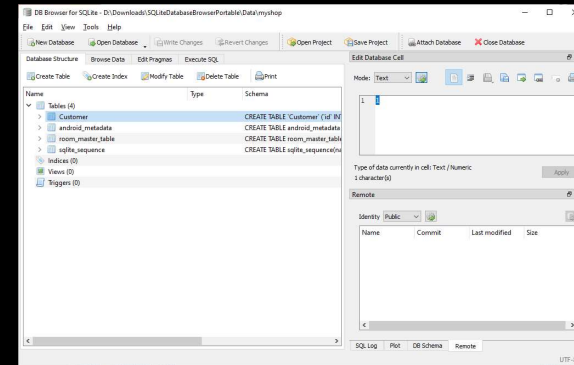 DB Browser for SQLite - D:\Downloads\SQLiteDatabaseBrowserPortable\Data\myshop
File Edit View Tools Help
New Database Open Database Write Changes Revert Changes Open Project Save Project Attach Database Close Database
Database Structure Browse Data Edit Pragmas Execute SQL
Create Table Create Index Modify Table Delete Table Print
Name Type Schema
Tables (4)
Customer CREATE TABLE 'Customer' ('id' IN
android_metadata CREATE TABLE android_metadata
room_master_table CREATE TABLE room_master_table
sqlite_sequence CREATE TABLE sqlite_sequence(na
Indices (0)
Views (0)
Triggers (0)
Edit Database Cell
Mode: Text
1 1
Type of data currently in cell: Text / Numeric
1 character(s)
Apply
Remote
Identity Public
Name Commit Last modified Size
SQL Log Plot DB Schema Remote